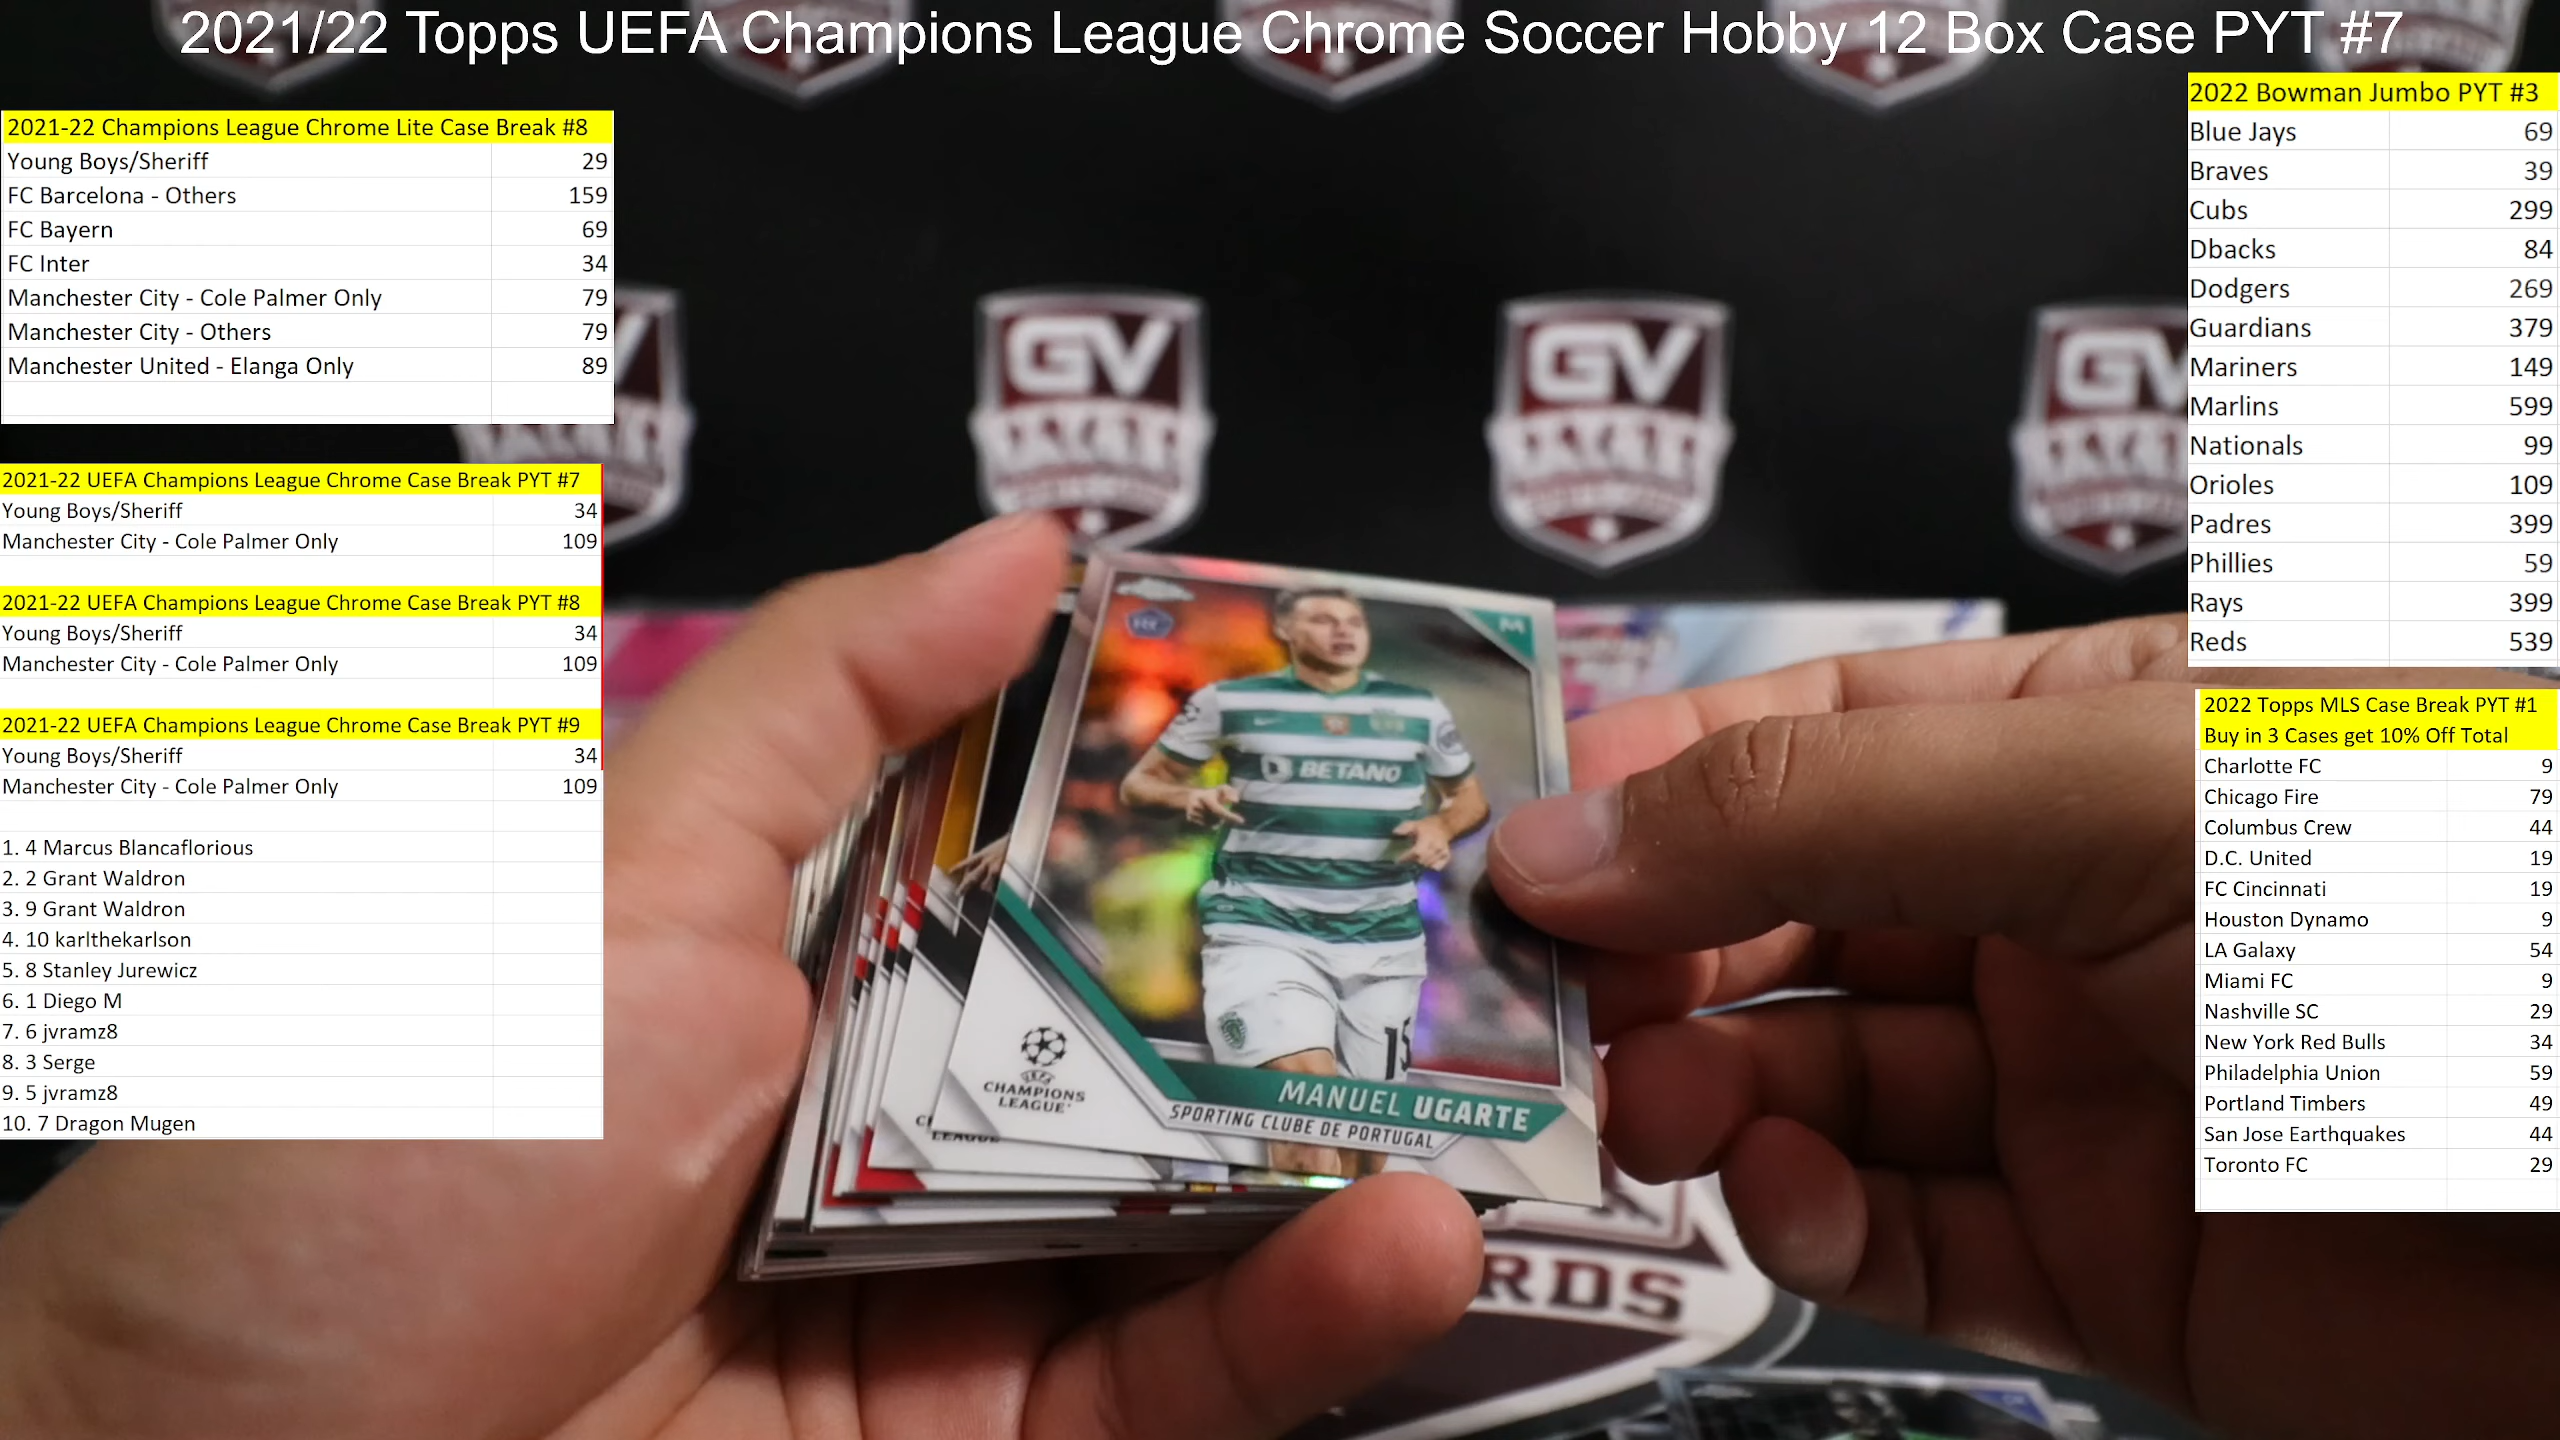 2021/22 Topps UEFA Champions League Chrome Soccer Hobby 12 Box Case PYT #7
2021-22 Champions League Chrome Lite Case Break #8
Young Boys/Sheriff 29
FC Barcelona - Others 159
FC Bayern 69
FC Inter 34
Manchester City - Cole Palmer Only 79
Manchester City - Others 79
Manchester United - Elanga Only 89
2021-22 UEFA Champions League Chrome Case Break PYT #7
Young Boys/Sheriff 34
Manchester City - Cole Palmer Only 109
2021-22 UEFA Champions League Chrome Case Break PYT #8
Young Boys/Sheriff 34
Manchester City - Cole Palmer Only 109
2021-22 UEFA Champions League Chrome Case Break PYT #9
Young Boys/Sheriff 34
Manchester City - Cole Palmer Only 109
1. 4 Marcus Blancaflorious
2. 2 Grant Waldron
3. 9 Grant Waldron
4. 10 karlthekarlson
5. 8 Stanley Jurewicz
6. 1 Diego M
7. 6 jvramz8
8. 3 Serge
9. 5 jvramz8
10. 7 Dragon Mugen
GV
GV
GV
RC
M
BETANO
15
UEFA
CHAMPIONS
LEAGUE
MANUEL UGARTE
SPORTING CLUBE DE PORTUGAL
LEAGUE
RDS
2022 Bowman Jumbo PYT #3
Blue Jays 69
Braves 39
Cubs 299
Dbacks 84
Dodgers 269
Guardians 379
Mariners 149
Marlins 599
Nationals 99
Orioles 109
Padres 399
Phillies 59
Rays 399
Reds 539
2022 Topps MLS Case Break PYT #1
Buy in 3 Cases get 10% Off Total
Charlotte FC 9
Chicago Fire 79
Columbus Crew 44
D.C. United 19
FC Cincinnati 19
Houston Dynamo 9
LA Galaxy 54
Miami FC 9
Nashville SC 29
New York Red Bulls 34
Philadelphia Union 59
Portland Timbers 49
San Jose Earthquakes 44
Toronto FC 29